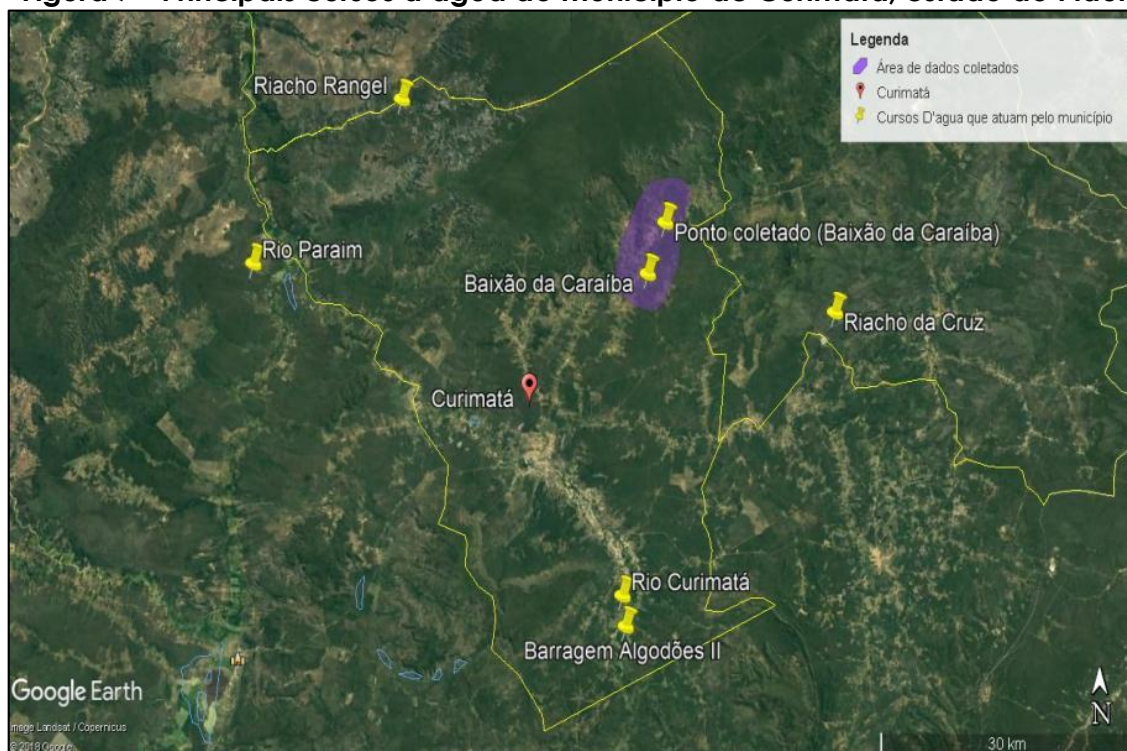 Legenda
Área de dados coletados
Curimatá
Cursos D'agua que atuam pelo município
Riacho Rangel
Rio Paraim
Ponto coletado (Baixão da Caraíba)
Baixão da Caraíba
Riacho da Cruz
Curimatá
Rio Curimatá
Barragem Algodões II
Google Earth
Image Landsat / Copernicus
© 2018 Google
N
30 km